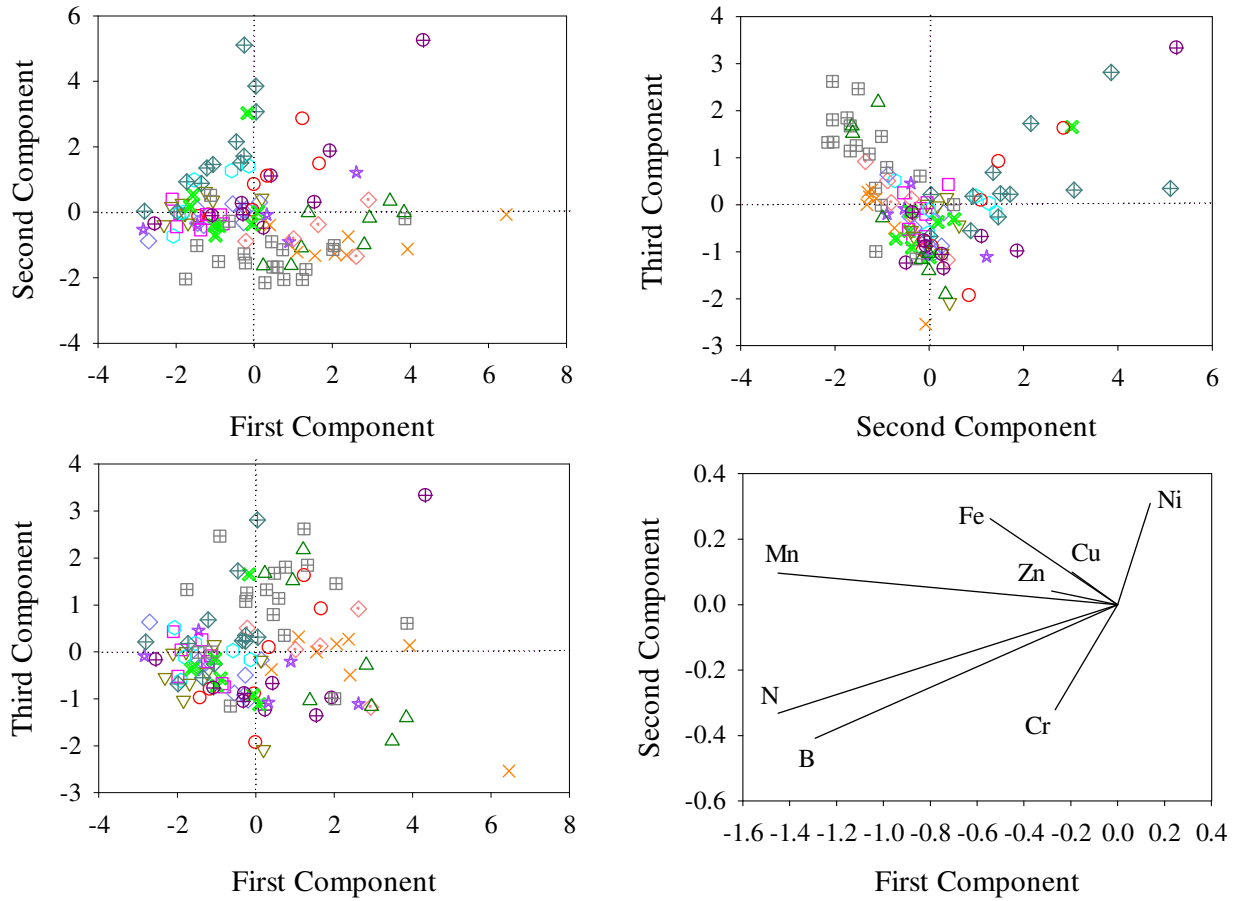 6
4
2
0
-2
-4
-4 -2 0 2 4 6 8
Second Component
First Component
4
3
2
1
0
-1
-2
-3
-4 -2 0 2 4 6
Third Component
Second Component
4
3
2
1
0
-1
-2
-3
-4 -2 0 2 4 6 8
Third Component
First Component
0.4
0.2
0.0
-0.2
-0.4
-0.6
-1.6 -1.4 -1.2 -1.0 -0.8 -0.6 -0.4 -0.2 0.0 0.2 0.4
Second Component
First Component
Ni
Fe
Cu
Mn
Zn
N
Cr
B